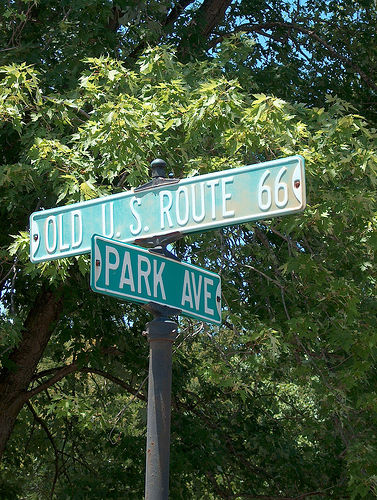 OLD U. S. ROUTE 66
PARK AVE